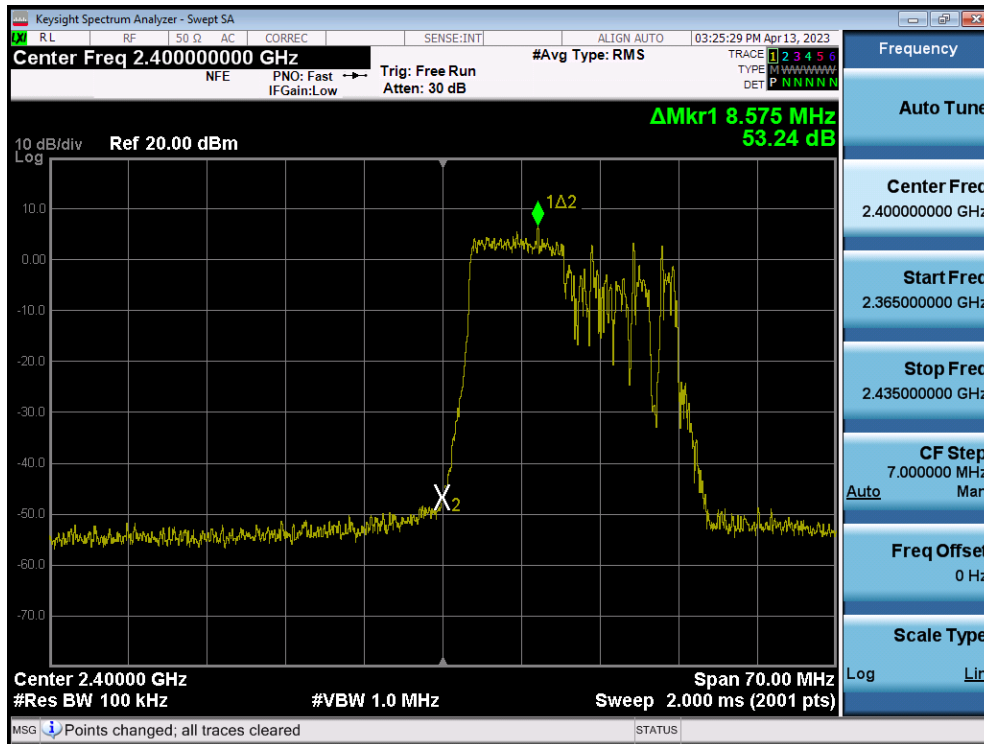 Keysight Spectrum Analyzer - Swept SA
LXI RL RF 50 Ω AC CORREC SENSE:INT ALIGN AUTO 03:25:29 PM Apr 13, 2023
Center Freq 2.400000000 GHz
NFE
PNO: Fast
IFGain:Low
Trig: Free Run
Atten: 30 dB
#Avg Type: RMS
TRACE 1 2 3 4 5 6
TYPE M W W W W W
DET P N N N N N
ΔMkr1 8.575 MHz
53.24 dB
10 dB/div
Log
Ref 20.00 dBm
10.0
0.00
-10.0
-20.0
-30.0
-40.0
-50.0
-60.0
-70.0
1Δ2
X2
Center 2.40000 GHz
Span 70.00 MHz
#Res BW 100 kHz
#VBW 1.0 MHz
Sweep 2.000 ms (2001 pts)
MSG Points changed; all traces cleared
STATUS
Frequency
Auto Tune
Center Freq
2.400000000 GHz
Start Freq
2.365000000 GHz
Stop Freq
2.435000000 GHz
CF Step
7.000000 MHz
Auto Man
Freq Offset
0 Hz
Scale Type
Log Lin